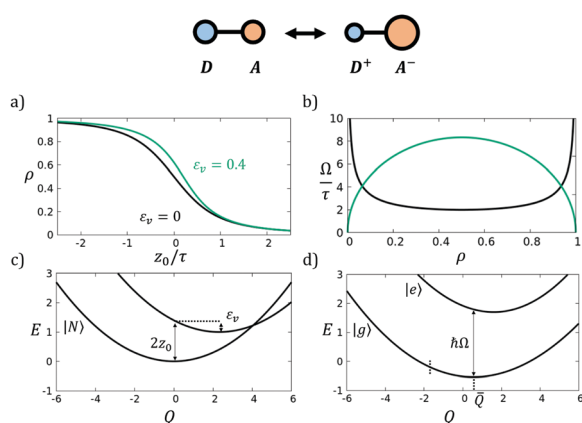 D A D⁺ A⁻
a)
ρ
1
0.8
0.6
0.4
0.2
0
-2 -1 0 1 2
z₀/τ
εᵥ = 0.4
εᵥ = 0
b)
Ω/τ
10
8
6
4
2
0
0 0.2 0.4 0.6 0.8 1
ρ
c)
E
3
2
1
0
-1
-6 -4 -2 0 2 4 6
Q
|N⟩
εᵥ
2z₀
d)
E
3
2
1
0
-1
-6 -4 -2 0 2 4 6
Q
Q̄
|e⟩
|g⟩
ħΩ